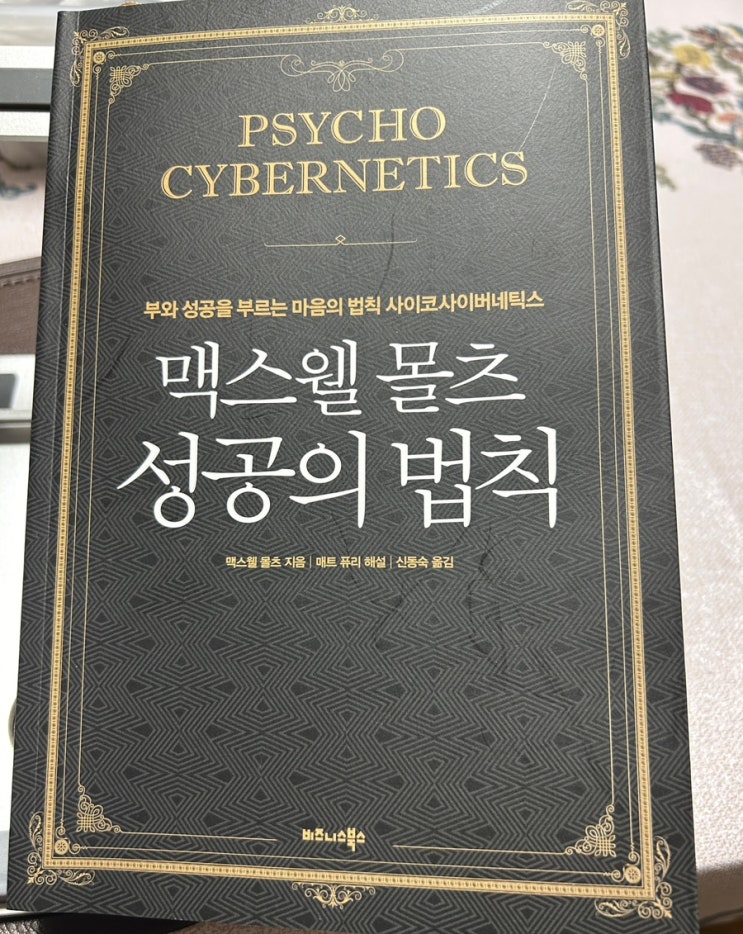 PSYCHO
CYBERNETICS
부와 성공을 부르는 마음의 법칙 사이코사이버네틱스
맥스웰 몰츠
성공의 법칙
맥스웰 몰츠 지음 | 매트 퓨리 해설 | 신동숙 옮김
비즈니스북스